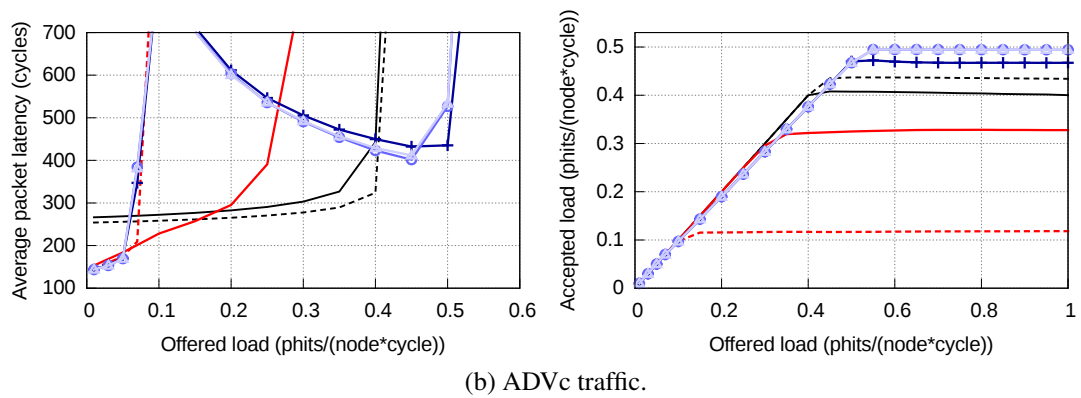 Average packet latency (cycles)
700
600
500
400
300
200
100
0 0.1 0.2 0.3 0.4 0.5 0.6
Offered load (phits/(node*cycle))
Accepted load (phits/(node*cycle))
0.5
0.4
0.3
0.2
0.1
0
0 0.2 0.4 0.6 0.8 1
Offered load (phits/(node*cycle))
(b) ADVc traffic.